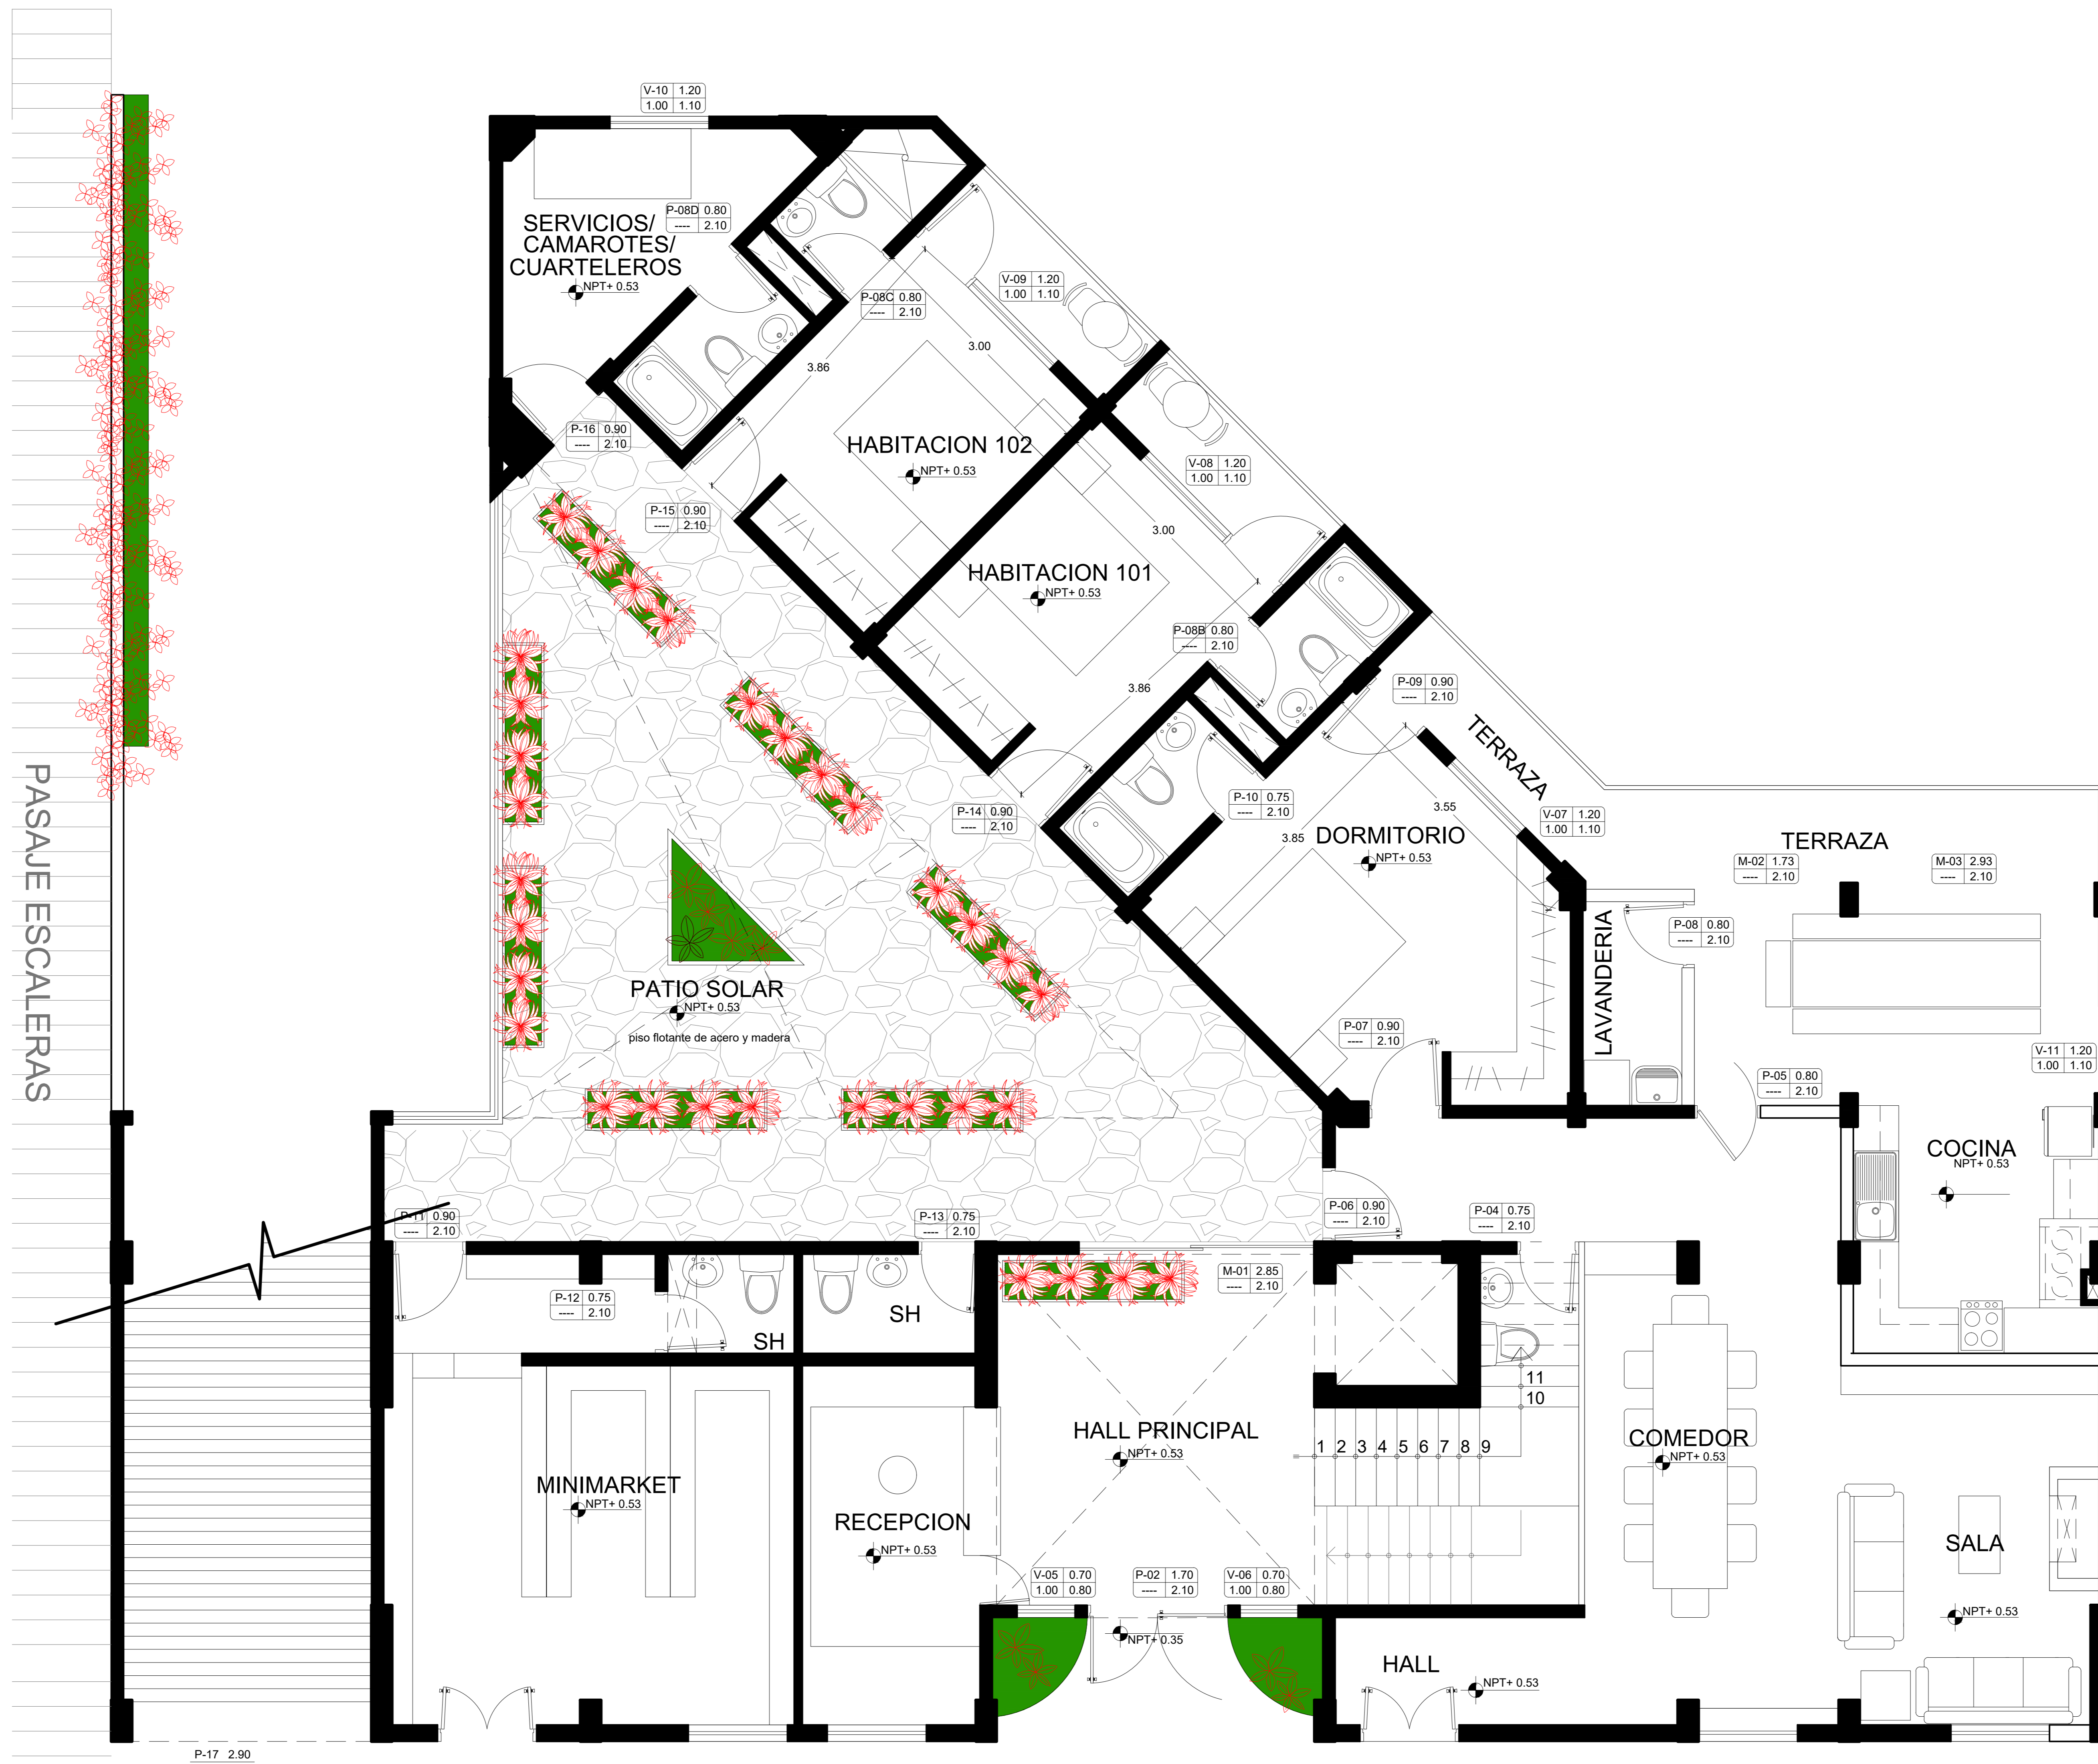 V-10 1.20
1.00 1.10
SERVICIOS/
CAMAROTES/
CUARTELEROS
NPT+ 0.53
P-08D 0.80
---- 2.10
V-09 1.20
1.00 1.10
P-08C 0.80
---- 2.10
3.00
3.86
P-16 0.90
---- 2.10
HABITACION 102
NPT+ 0.53
V-08 1.20
1.00 1.10
P-15 0.90
---- 2.10
3.00
HABITACION 101
NPT+ 0.53
P-08B 0.80
---- 2.10
3.86
P-09 0.90
---- 2.10
TERRAZA
PASAJE ESCALERAS
P-14 0.90
---- 2.10
P-10 0.75
---- 2.10
3.55
3.85
DORMITORIO
NPT+ 0.53
V-07 1.20
1.00 1.10
TERRAZA
M-02 1.73
---- 2.10
M-03 2.93
---- 2.10
LAVANDERIA
P-08 0.80
---- 2.10
PATIO SOLAR
NPT+ 0.53
piso flotante de acero y madera
P-07 0.90
---- 2.10
V-11 1.20
1.00 1.10
P-05 0.80
---- 2.10
COCINA
NPT+ 0.53
P-11 0.90
---- 2.10
P-13 0.75
---- 2.10
P-06 0.90
---- 2.10
P-04 0.75
---- 2.10
M-01 2.85
---- 2.10
P-12 0.75
---- 2.10
SH
SH
11
10
HALL PRINCIPAL
NPT+ 0.53
1 2 3 4 5 6 7 8 9
COMEDOR
NPT+ 0.53
MINIMARKET
NPT+ 0.53
RECEPCION
NPT+ 0.53
SALA
NPT+ 0.53
V-05 0.70
1.00 0.80
P-02 1.70
---- 2.10
V-06 0.70
1.00 0.80
NPT+ 0.35
HALL
NPT+ 0.53
P-17 2.90